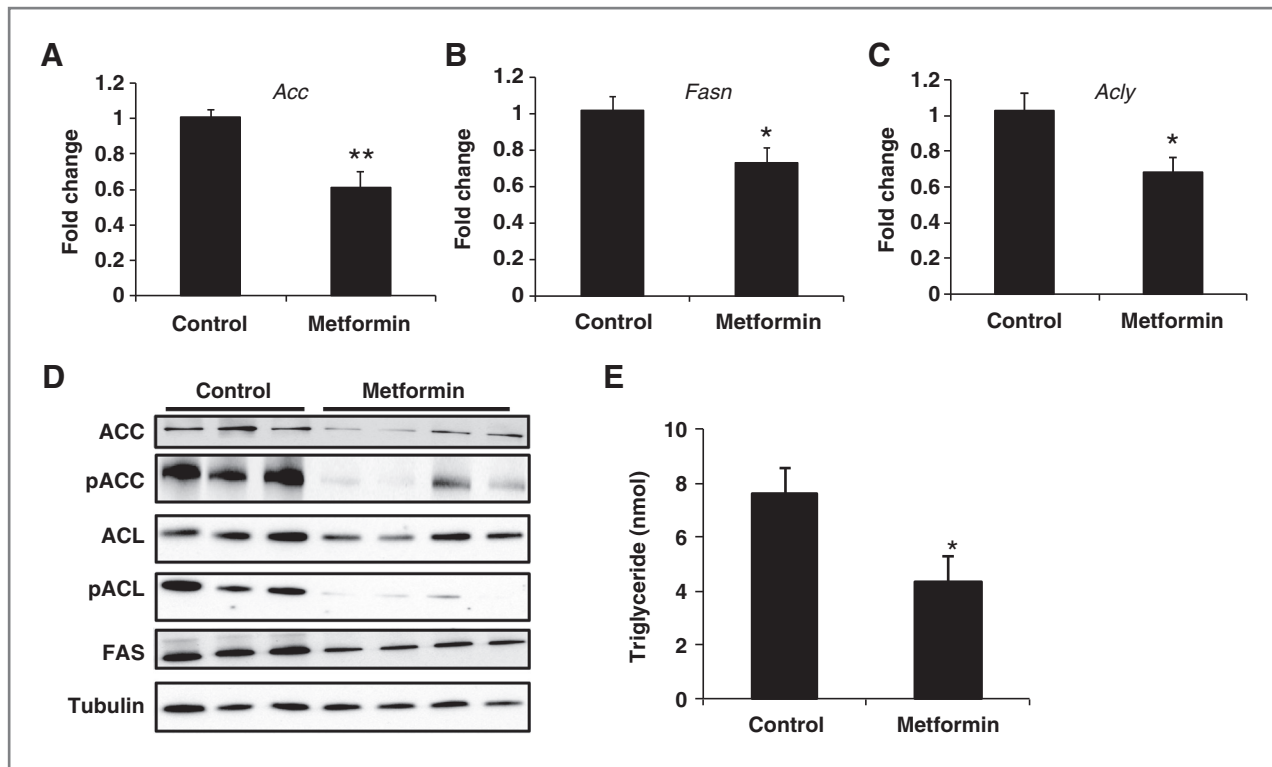 A
Acc
1.2
1
0.8
0.6
0.4
0.2
0
Fold change
**
Control Metformin
B
Fasn
1.2
1
0.8
0.6
0.4
0.2
0
Fold change
*
Control Metformin
C
Acly
1.2
1
0.8
0.6
0.4
0.2
0
Fold change
*
Control Metformin
D
Control Metformin
ACC
pACC
ACL
pACL
FAS
Tubulin
E
10
8
6
4
2
0
Triglyceride (nmol)
*
Control Metformin